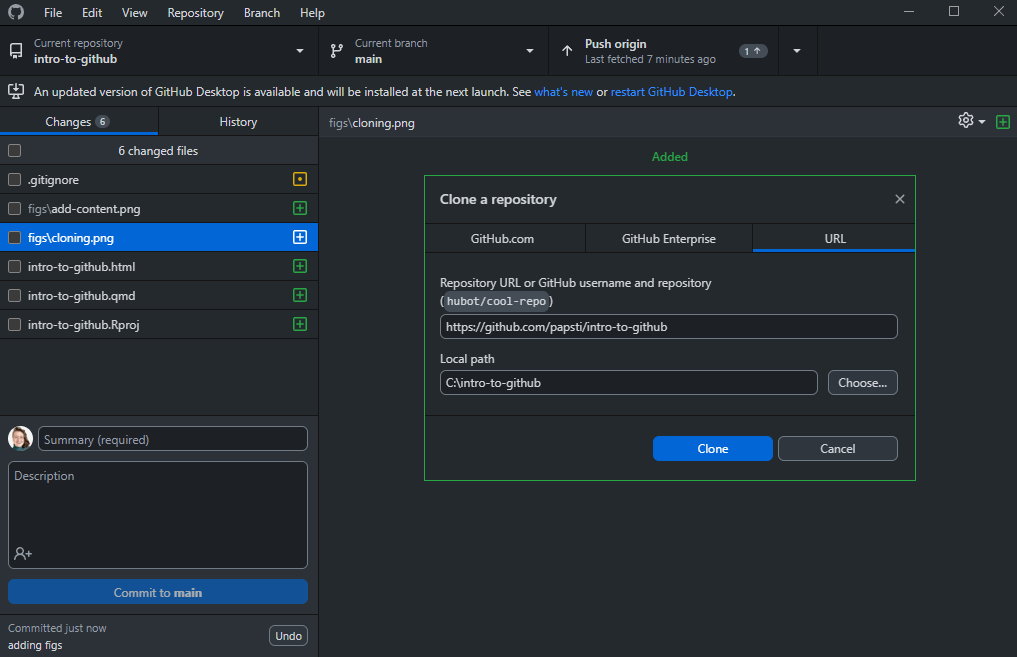 File Edit View Repository Branch Help
Current repository
intro-to-github
Current branch
main
Push origin
Last fetched 7 minutes ago
1
An updated version of GitHub Desktop is available and will be installed at the next launch. See what's new or restart GitHub Desktop.
Changes 6
History
6 changed files
.gitignore
figs\add-content.png
figs\cloning.png
intro-to-github.html
intro-to-github.qmd
intro-to-github.Rproj
Summary (required)
Description
Commit to main
Committed just now
adding figs
Undo
figs\cloning.png
Added
Clone a repository
GitHub.com GitHub Enterprise URL
Repository URL or GitHub username and repository
(hubot/cool-repo)
https://github.com/papsti/intro-to-github
Local path
C:\intro-to-github
Choose...
Clone Cancel